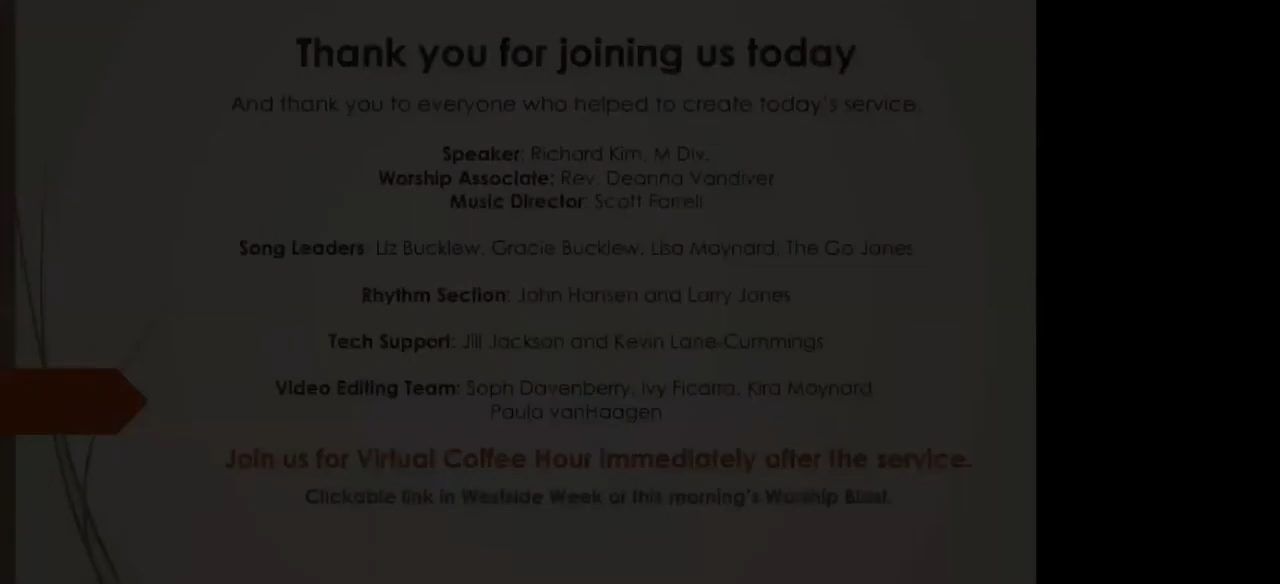 Thank you for joining us today
And thank you to everyone who helped to create today's service.
Speaker: Richard Kim, M Div.
Worship Associate: Rev. Deanna Vandiver
Music Director: Scott Farrell
Song Leaders: Liz Bucklew, Gracie Bucklew, Lisa Maynard, The Go Janes
Rhythm Section: John Hansen and Larry Jones
Tech Support: Jill Jackson and Kevin Lane-Cummings
Video Editing Team: Soph Davenberry, Ivy Ficarra, Kira Maynard
Paula vanHaagen
Join us for Virtual Coffee Hour immediately after the service.
Clickable link in Westside Week or this morning's Worship Blast.